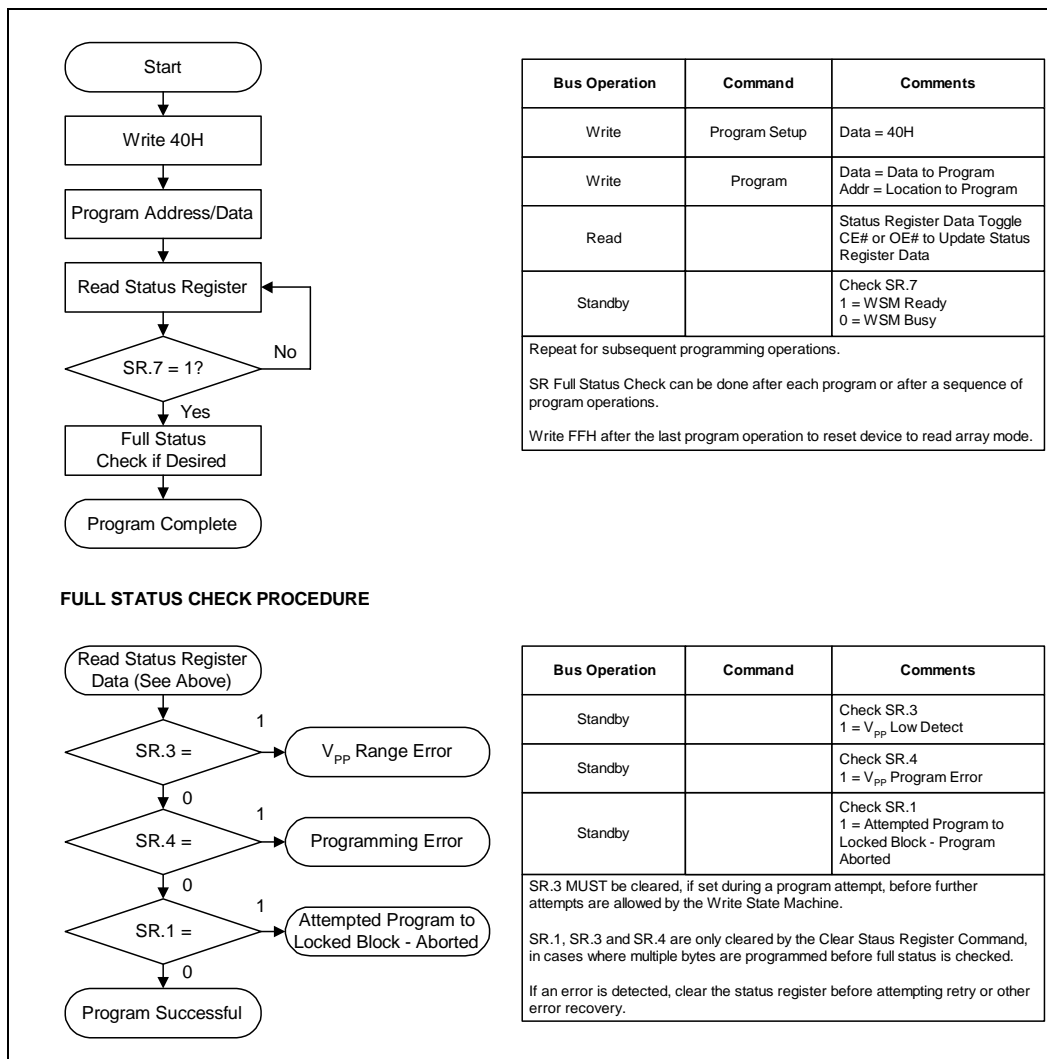 Start
Write 40H
Program Address/Data
Read Status Register
No
SR.7 = 1?
Yes
Full Status
Check if Desired
Program Complete
Bus Operation Command Comments
Write Program Setup Data = 40H
Write Program Data = Data to Program
Addr = Location to Program
Read Status Register Data Toggle
CE# or OE# to Update Status
Register Data
Standby Check SR.7
1 = WSM Ready
0 = WSM Busy
Repeat for subsequent programming operations.
SR Full Status Check can be done after each program or after a sequence of
program operations.
Write FFH after the last program operation to reset device to read array mode.
FULL STATUS CHECK PROCEDURE
Read Status Register
Data (See Above)
1
SR.3 =
VPP Range Error
0
1
SR.4 =
Programming Error
0
1
SR.1 =
Attempted Program to
Locked Block - Aborted
0
Program Successful
Bus Operation Command Comments
Standby Check SR.3
1 = VPP Low Detect
Standby Check SR.4
1 = VPP Program Error
Standby Check SR.1
1 = Attempted Program to
Locked Block - Program
Aborted
SR.3 MUST be cleared, if set during a program attempt, before further
attempts are allowed by the Write State Machine.
SR.1, SR.3 and SR.4 are only cleared by the Clear Staus Register Command,
in cases where multiple bytes are programmed before full status is checked.
If an error is detected, clear the status register before attempting retry or other
error recovery.